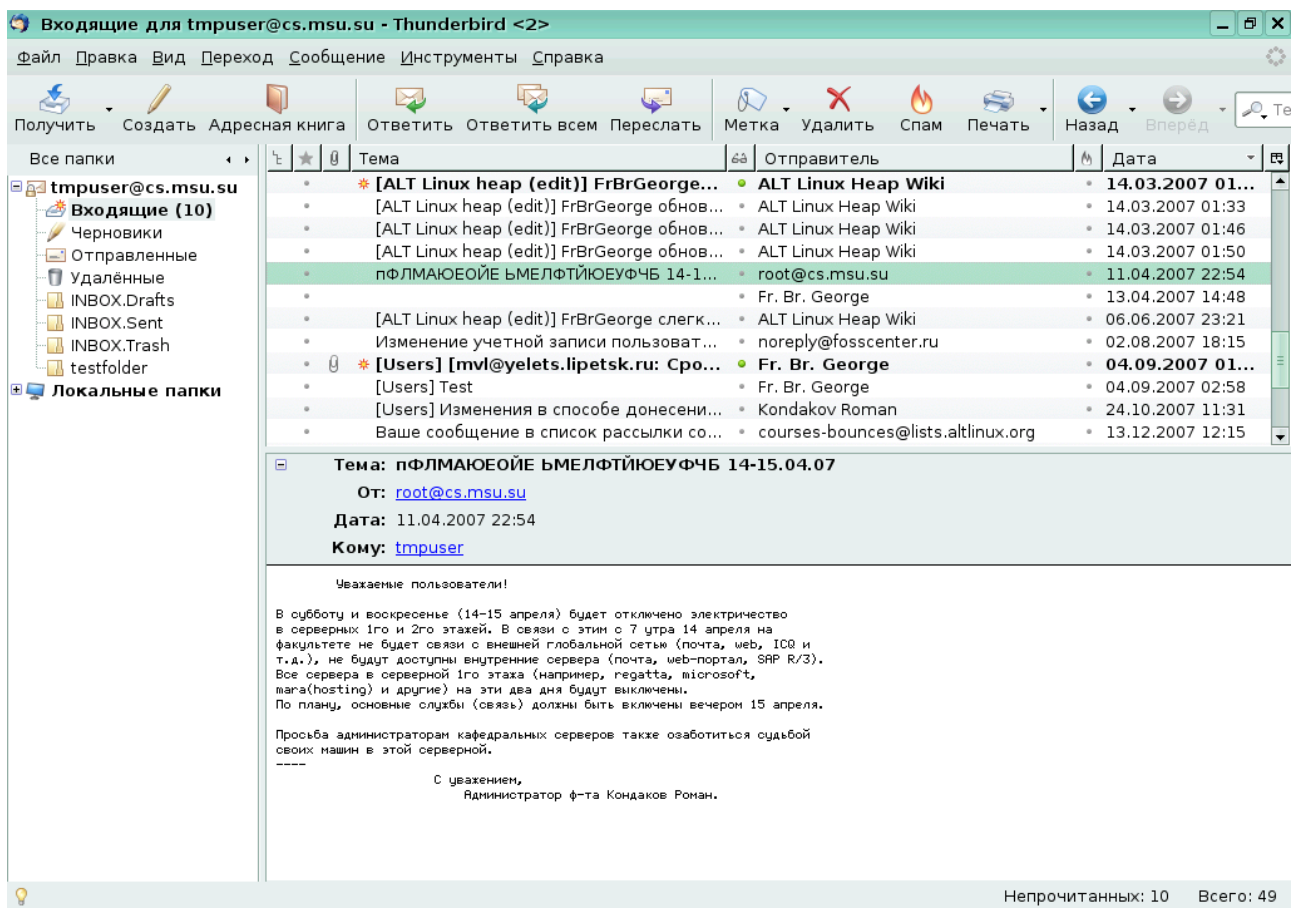 Входящие для tmpuser@cs.msu.su - Thunderbird <2>
Файл Правка Вид Переход Сообщение Инструменты Справка
Получить Создать Адресная книга Ответить Ответить всем Переслать Метка Удалить Спам Печать Назад Вперёд Те
Все папки
Тема Отправитель Дата
tmpuser@cs.msu.su
Входящие (10)
Черновики
Отправленные
Удалённые
INBOX.Drafts
INBOX.Sent
INBOX.Trash
testfolder
Локальные папки
[ALT Linux heap (edit)] FrBrGeorge... ALT Linux Heap Wiki 14.03.2007 01...
[ALT Linux heap (edit)] FrBrGeorge обнов... ALT Linux Heap Wiki 14.03.2007 01:33
[ALT Linux heap (edit)] FrBrGeorge обнов... ALT Linux Heap Wiki 14.03.2007 01:46
[ALT Linux heap (edit)] FrBrGeorge обнов... ALT Linux Heap Wiki 14.03.2007 01:50
пФЛМАЮЕОЙЕ ЬМЕЛФТЙЮЕУФЧБ 14-1... root@cs.msu.su 11.04.2007 22:54
Fr. Br. George 13.04.2007 14:48
[ALT Linux heap (edit)] FrBrGeorge слегк... ALT Linux Heap Wiki 06.06.2007 23:21
Изменение учетной записи пользоват... noreply@fosscenter.ru 02.08.2007 18:15
[Users] [mvl@yelets.lipetsk.ru: Сро... Fr. Br. George 04.09.2007 01...
[Users] Test Fr. Br. George 04.09.2007 02:58
[Users] Изменения в способе донесени... Kondakov Roman 24.10.2007 11:31
Ваше сообщение в список рассылки co... courses-bounces@lists.altlinux.org 13.12.2007 12:15
Тема: пФЛМАЮЕОЙЕ ЬМЕЛФТЙЮЕУФЧБ 14-15.04.07
От: root@cs.msu.su
Дата: 11.04.2007 22:54
Кому: tmpuser
Уважаемые пользователи!
В субботу и воскресенье (14-15 апреля) будет отключено электричество
в серверных 1го и 2го этажей. В связи с этим с 7 утра 14 апреля на
факультете не будет связи с внешней глобальной сетью (почта, web, ICQ и
т.д.), не будут доступны внутренние сервера (почта, web-портал, SAP R/3).
Все сервера в серверной 1го этажа (например, regatta, microsoft,
mara(hosting) и другие) на эти два дня будут выключены.
По плану, основные службы (связь) должны быть включены вечером 15 апреля.
Просьба администраторам кафедральных серверов также озаботиться судьбой
своих машин в этой серверной.
----
С уважением,
Администратор ф-та Кондаков Роман.
Непрочитанных: 10 Всего: 49